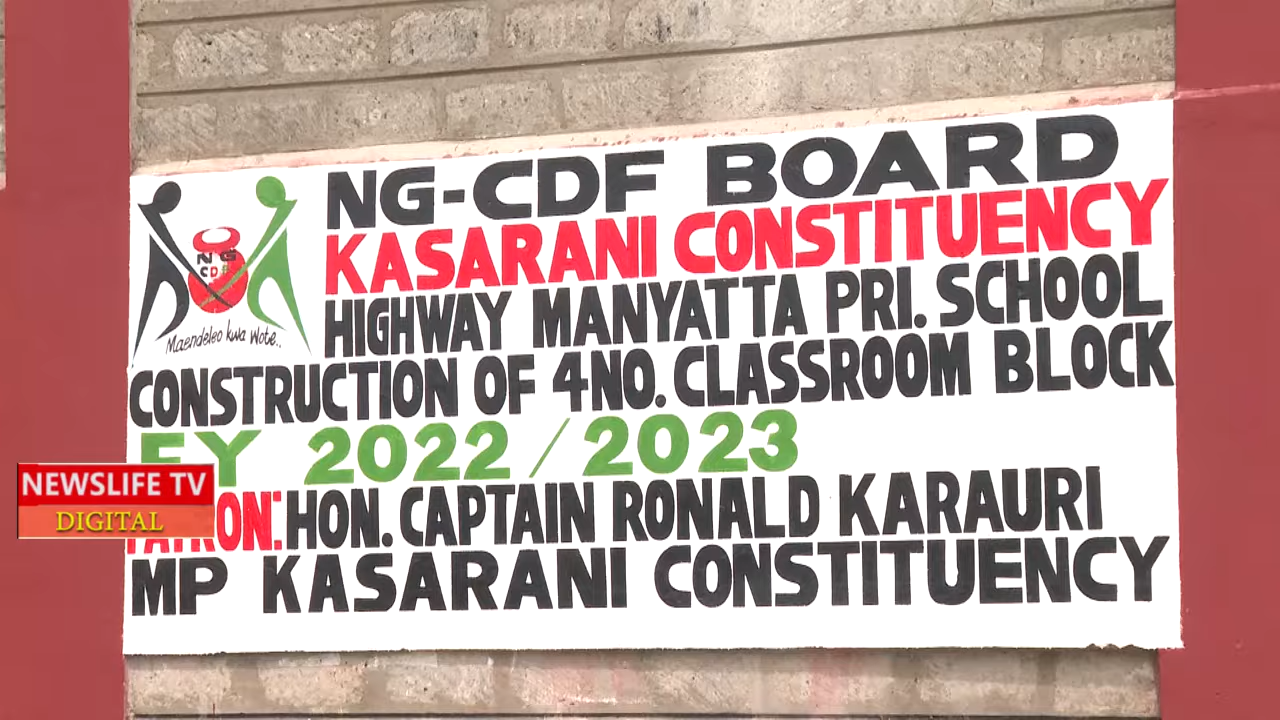 NG-CDF BOARD
KASARANI CONSTITUENCY
NG
CDF
Maendeleo kwa wote..
HIGHWAY MANYATTA PRI. SCHOOL
CONSTRUCTION OF 4NO. CLASSROOM BLOCK
FY 2022/2023
NEWSLIFE TV
DIGITAL
HON. CAPTAIN RONALD KARAURI
MP KASARANI CONSTITUENCY